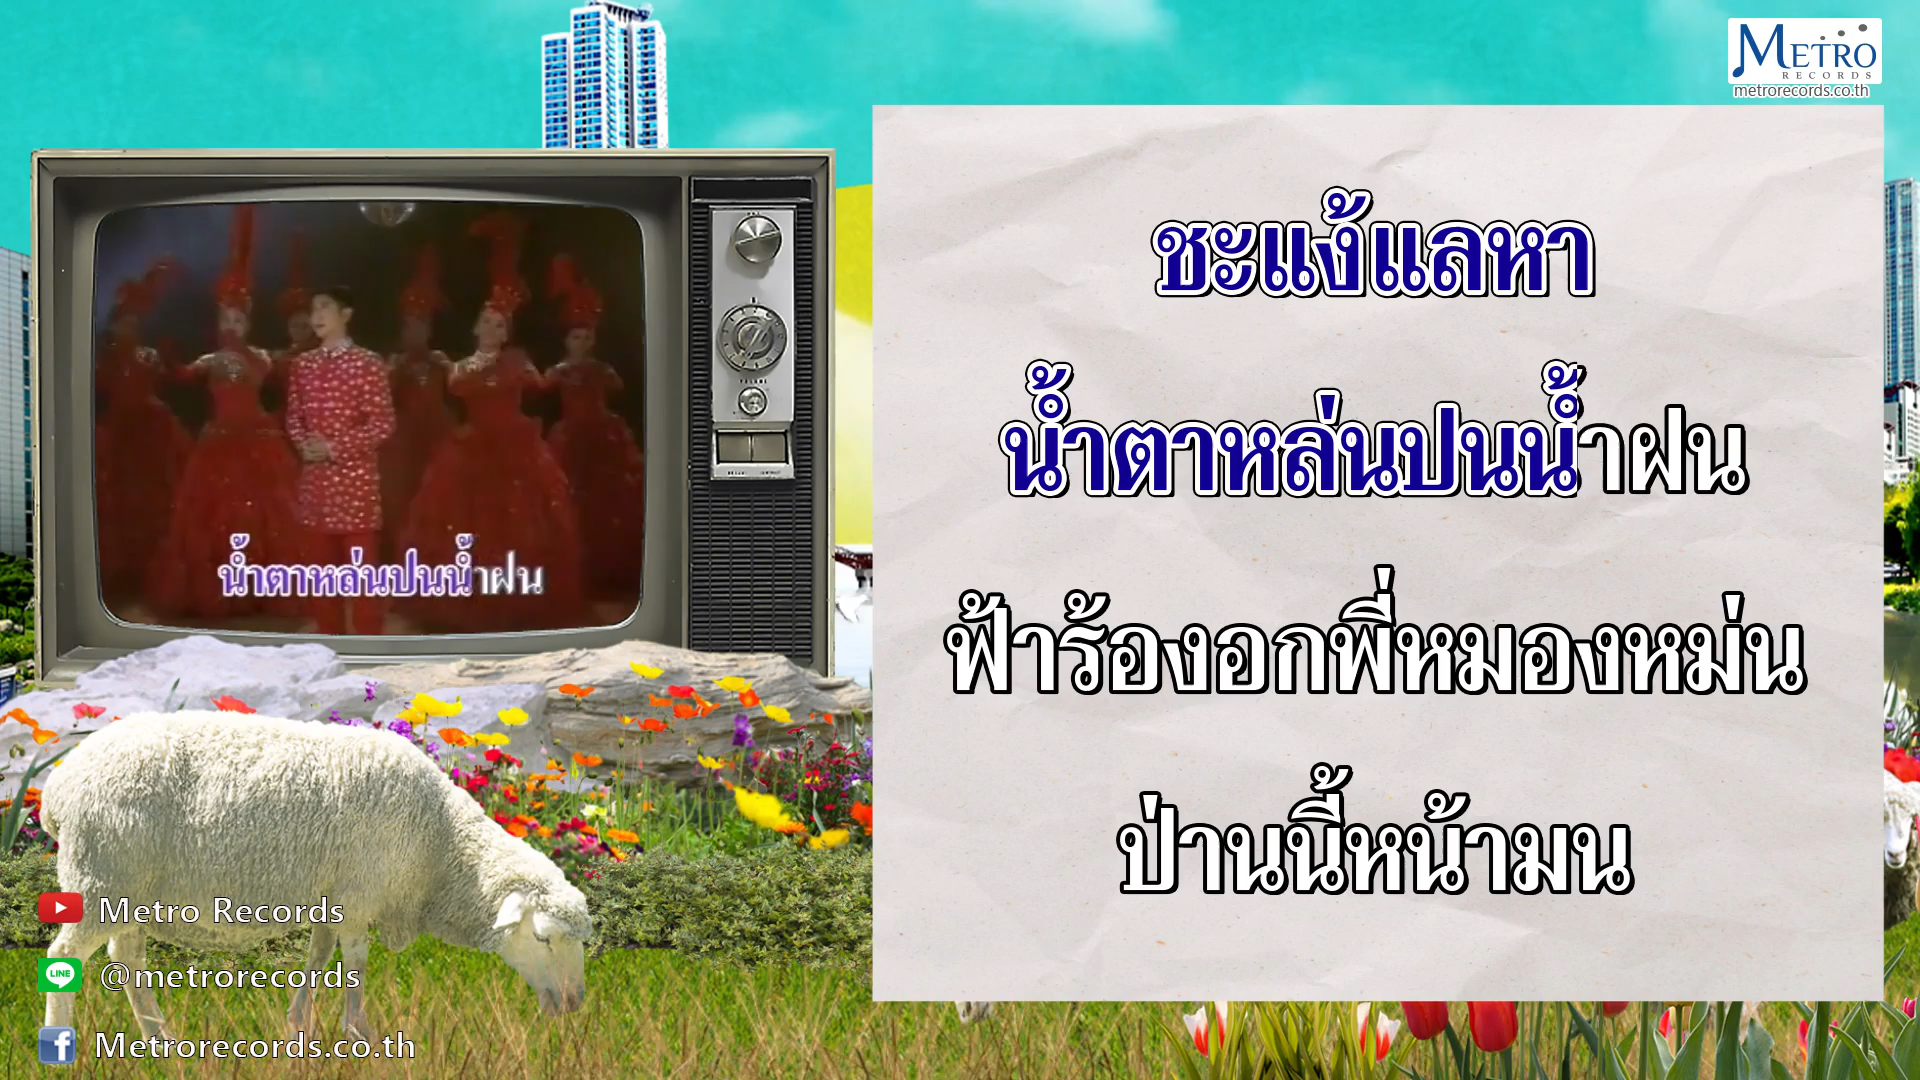 METRO
RECORDS
metrorecords.co.th
ชะแง้แลหา
น้ำตาหล่นปนน้ำฝน
ฟ้าร้องอกพี่หมองหม่น
ป่านนี้หน้ามน
น้ำตาหล่นปนน้ำฝน
Metro Records
LINE
@metrorecords
Metrorecords.co.th